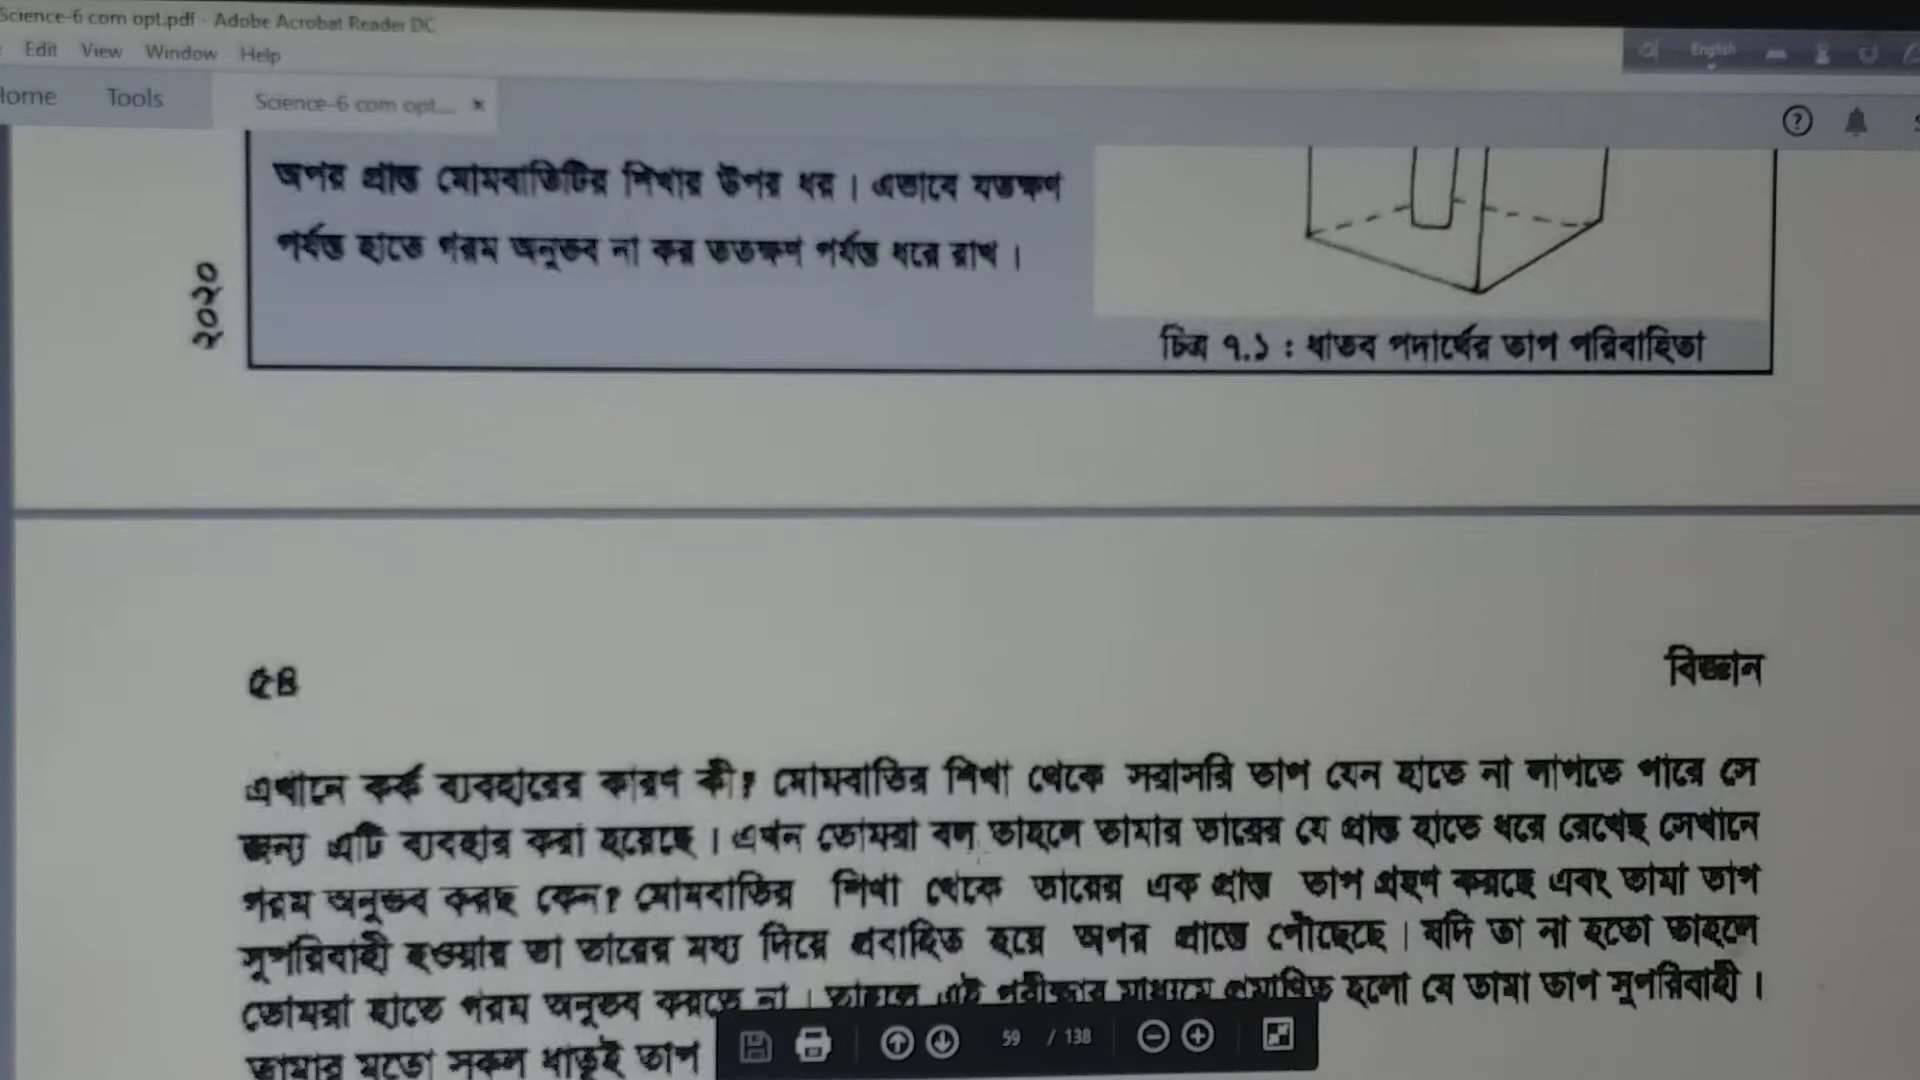 Science-6 com opt.pdf - Adobe Acrobat Reader DC
Edit View Window Help
English
Home Tools Science-6 com opt... ×
অপর প্রান্ত মোমবাতিটির শিখার উপর ধর। এভাবে যতক্ষণ
পর্যন্ত হাতে গরম অনুভব না কর ততক্ষণ পর্যন্ত ধরে রাখ।
২০২০
চিত্র ৭.১ : ধাতব পদার্থের তাপ পরিবাহিতা
৫৪
বিজ্ঞান
এখানে কর্ক ব্যবহারের কারণ কী? মোমবাতির শিখা থেকে সরাসরি তাপ যেন হাতে না লাগতে পারে সে
জন্য এটি ব্যবহার করা হয়েছে। এখন তোমরা বল তাহলে তামার তারের যে প্রান্ত হাতে ধরে রেখেছ সেখানে
গরম অনুভব করছ কেন? মোমবাতির শিখা থেকে তারের এক প্রান্ত তাপ গ্রহণ করছে এবং তামা তাপ
সুপরিবাহী হওয়ায় তা তারের মধ্য দিয়ে প্রবাহিত হয়ে অপর প্রান্তে পৌঁছেছে। যদি তা না হতো তাহলে
তোমরা হাতে গরম অনুভব করতে না। তাহলে এই পরীক্ষার মাধ্যমে প্রমাণিত হলো যে তামা তাপ সুপরিবাহী।
তামার মতো সকল ধাতুই তাপ
59 / 138